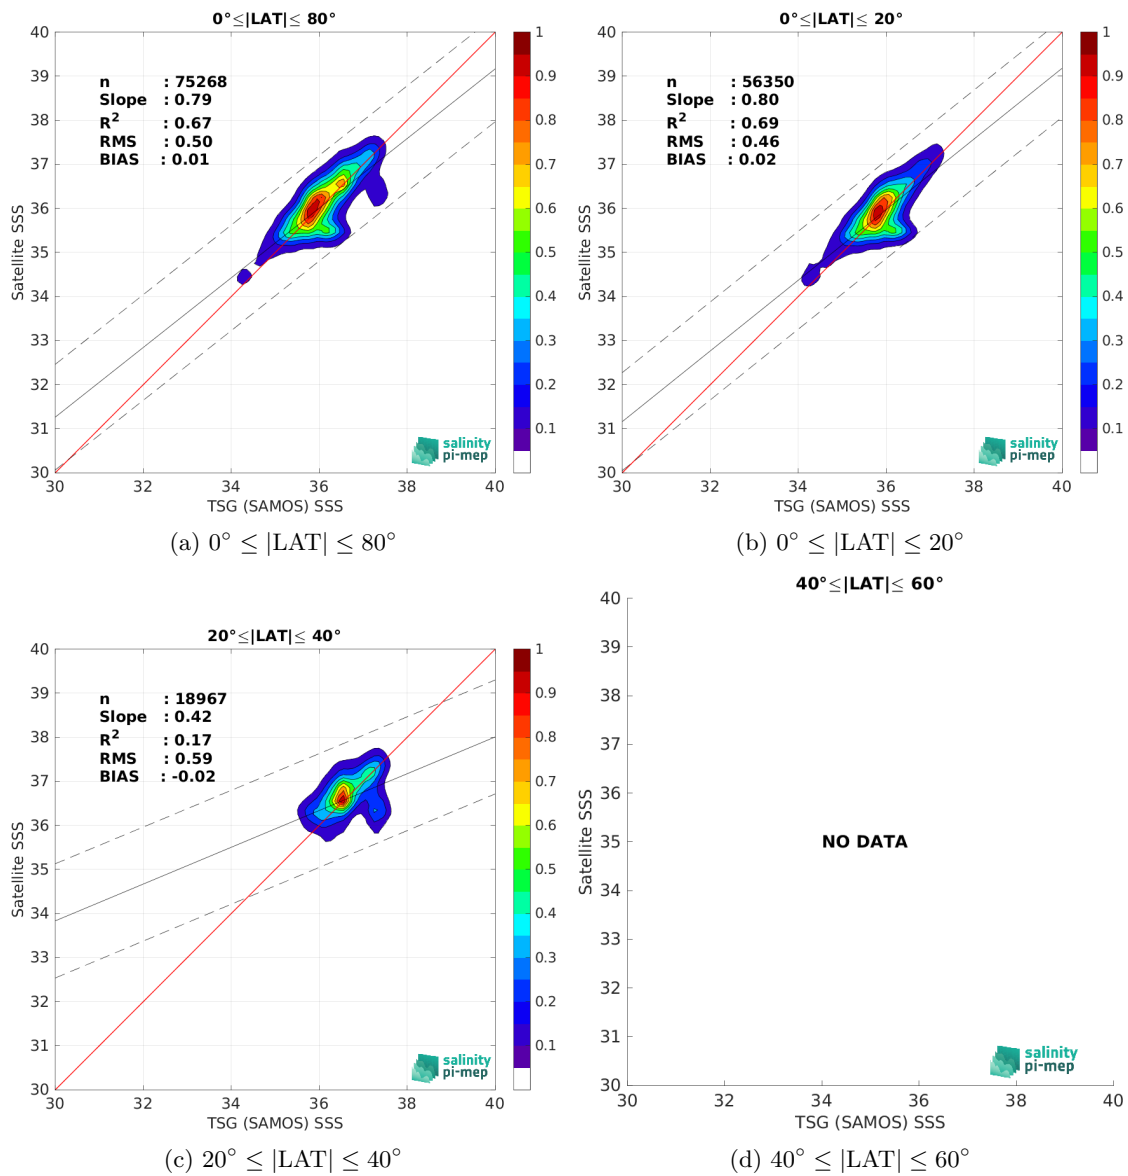 0°≤|LAT|≤ 80°
40
39
38
37
36
35
34
33
32
31
30
Satellite SSS
n : 75268
Slope : 0.79
R2 : 0.67
RMS : 0.50
BIAS : 0.01
1
0.9
0.8
0.7
0.6
0.5
0.4
0.3
0.2
0.1
salinity
pi-mep
30 32 34 36 38 40
TSG (SAMOS) SSS
(a) 0° ≤ |LAT| ≤ 80°
0°≤|LAT|≤ 20°
40
39
38
37
36
35
34
33
32
31
30
Satellite SSS
n : 56350
Slope : 0.80
R2 : 0.69
RMS : 0.46
BIAS : 0.02
1
0.9
0.8
0.7
0.6
0.5
0.4
0.3
0.2
0.1
salinity
pi-mep
30 32 34 36 38 40
TSG (SAMOS) SSS
(b) 0° ≤ |LAT| ≤ 20°
20°≤|LAT|≤ 40°
40
39
38
37
36
35
34
33
32
31
30
Satellite SSS
n : 18967
Slope : 0.42
R2 : 0.17
RMS : 0.59
BIAS : -0.02
1
0.9
0.8
0.7
0.6
0.5
0.4
0.3
0.2
0.1
salinity
pi-mep
30 32 34 36 38 40
TSG (SAMOS) SSS
(c) 20° ≤ |LAT| ≤ 40°
40°≤|LAT|≤ 60°
40
39
38
37
36
35
34
33
32
31
30
Satellite SSS
NO DATA
salinity
pi-mep
30 32 34 36 38 40
TSG (SAMOS) SSS
(d) 40° ≤ |LAT| ≤ 60°